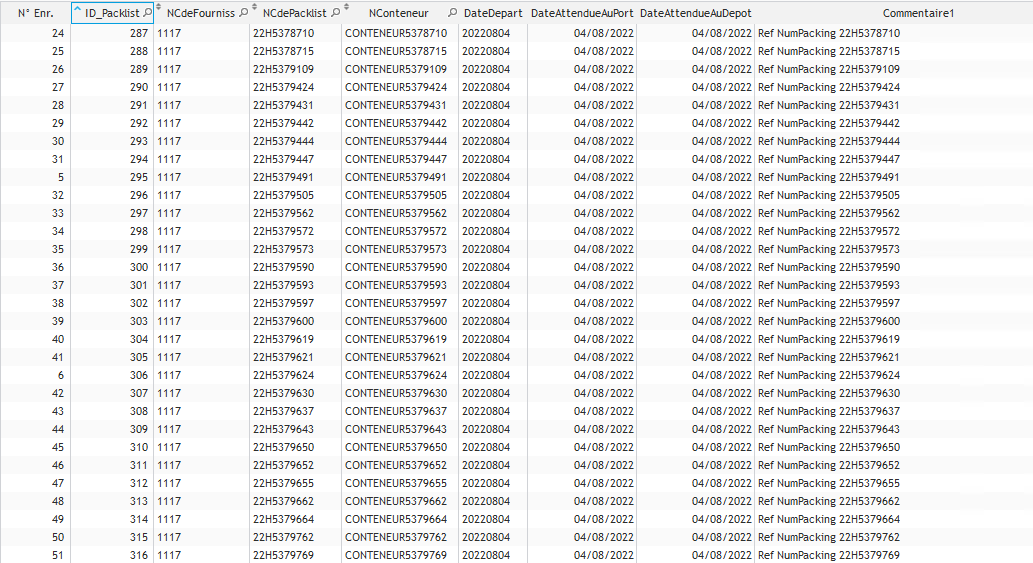 N° Enr. ID_Packlist NCdeFourniss NCdePacklist NConteneur DateDepart DateAttendueAuPort DateAttendueAuDepot Commentaire1
24 287 1117 22H5378710 CONTENEUR5378710 20220804 04/08/2022 04/08/2022 Ref NumPacking 22H5378710
25 288 1117 22H5378715 CONTENEUR5378715 20220804 04/08/2022 04/08/2022 Ref NumPacking 22H5378715
26 289 1117 22H5379109 CONTENEUR5379109 20220804 04/08/2022 04/08/2022 Ref NumPacking 22H5379109
27 290 1117 22H5379424 CONTENEUR5379424 20220804 04/08/2022 04/08/2022 Ref NumPacking 22H5379424
28 291 1117 22H5379431 CONTENEUR5379431 20220804 04/08/2022 04/08/2022 Ref NumPacking 22H5379431
29 292 1117 22H5379442 CONTENEUR5379442 20220804 04/08/2022 04/08/2022 Ref NumPacking 22H5379442
30 293 1117 22H5379444 CONTENEUR5379444 20220804 04/08/2022 04/08/2022 Ref NumPacking 22H5379444
31 294 1117 22H5379447 CONTENEUR5379447 20220804 04/08/2022 04/08/2022 Ref NumPacking 22H5379447
5 295 1117 22H5379491 CONTENEUR5379491 20220804 04/08/2022 04/08/2022 Ref NumPacking 22H5379491
32 296 1117 22H5379505 CONTENEUR5379505 20220804 04/08/2022 04/08/2022 Ref NumPacking 22H5379505
33 297 1117 22H5379562 CONTENEUR5379562 20220804 04/08/2022 04/08/2022 Ref NumPacking 22H5379562
34 298 1117 22H5379572 CONTENEUR5379572 20220804 04/08/2022 04/08/2022 Ref NumPacking 22H5379572
35 299 1117 22H5379573 CONTENEUR5379573 20220804 04/08/2022 04/08/2022 Ref NumPacking 22H5379573
36 300 1117 22H5379590 CONTENEUR5379590 20220804 04/08/2022 04/08/2022 Ref NumPacking 22H5379590
37 301 1117 22H5379593 CONTENEUR5379593 20220804 04/08/2022 04/08/2022 Ref NumPacking 22H5379593
38 302 1117 22H5379597 CONTENEUR5379597 20220804 04/08/2022 04/08/2022 Ref NumPacking 22H5379597
39 303 1117 22H5379600 CONTENEUR5379600 20220804 04/08/2022 04/08/2022 Ref NumPacking 22H5379600
40 304 1117 22H5379619 CONTENEUR5379619 20220804 04/08/2022 04/08/2022 Ref NumPacking 22H5379619
41 305 1117 22H5379621 CONTENEUR5379621 20220804 04/08/2022 04/08/2022 Ref NumPacking 22H5379621
6 306 1117 22H5379624 CONTENEUR5379624 20220804 04/08/2022 04/08/2022 Ref NumPacking 22H5379624
42 307 1117 22H5379630 CONTENEUR5379630 20220804 04/08/2022 04/08/2022 Ref NumPacking 22H5379630
43 308 1117 22H5379637 CONTENEUR5379637 20220804 04/08/2022 04/08/2022 Ref NumPacking 22H5379637
44 309 1117 22H5379643 CONTENEUR5379643 20220804 04/08/2022 04/08/2022 Ref NumPacking 22H5379643
45 310 1117 22H5379650 CONTENEUR5379650 20220804 04/08/2022 04/08/2022 Ref NumPacking 22H5379650
46 311 1117 22H5379652 CONTENEUR5379652 20220804 04/08/2022 04/08/2022 Ref NumPacking 22H5379652
47 312 1117 22H5379655 CONTENEUR5379655 20220804 04/08/2022 04/08/2022 Ref NumPacking 22H5379655
48 313 1117 22H5379662 CONTENEUR5379662 20220804 04/08/2022 04/08/2022 Ref NumPacking 22H5379662
49 314 1117 22H5379664 CONTENEUR5379664 20220804 04/08/2022 04/08/2022 Ref NumPacking 22H5379664
50 315 1117 22H5379762 CONTENEUR5379762 20220804 04/08/2022 04/08/2022 Ref NumPacking 22H5379762
51 316 1117 22H5379769 CONTENEUR5379769 20220804 04/08/2022 04/08/2022 Ref NumPacking 22H5379769